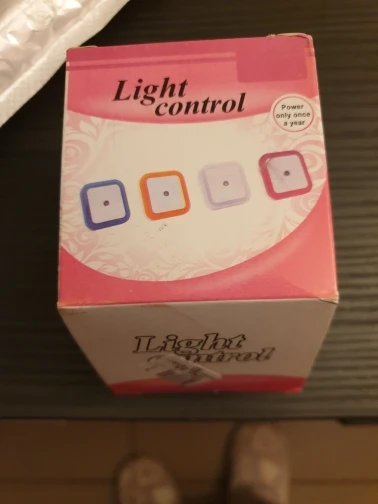 Light
control
Power
only once
a year
Light
control